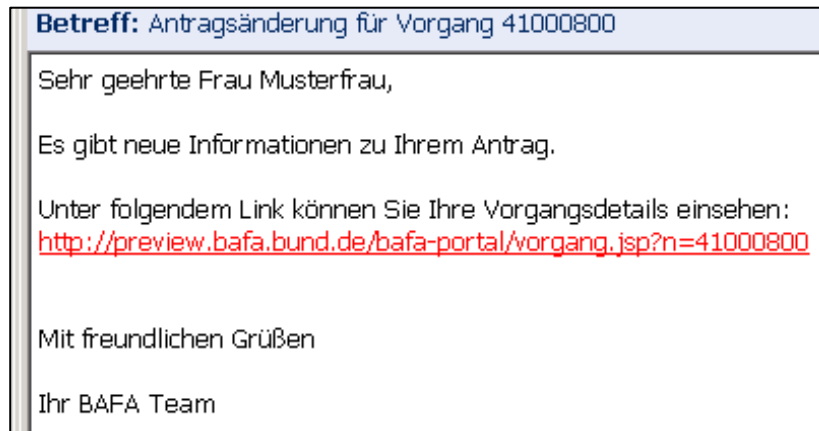 Betreff: Antragsänderung für Vorgang 41000800
Sehr geehrte Frau Musterfrau,
Es gibt neue Informationen zu Ihrem Antrag.
Unter folgendem Link können Sie Ihre Vorgangsdetails einsehen:
http://preview.bafa.bund.de/bafa-portal/vorgang.jsp?n=41000800
Mit freundlichen Grüßen
Ihr BAFA Team